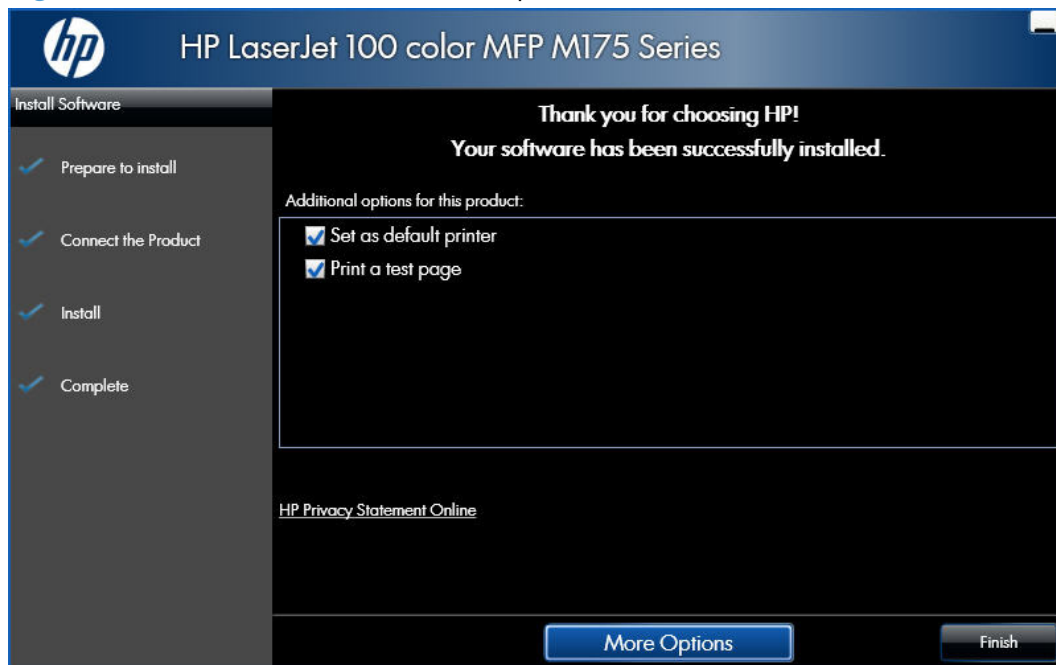 hp
HP LaserJet 100 color MFP M175 Series
Install Software
Prepare to install
Connect the Product
Install
Complete
Thank you for choosing HP!
Your software has been successfully installed.
Additional options for this product:
Set as default printer
Print a test page
HP Privacy Statement Online
More Options
Finish